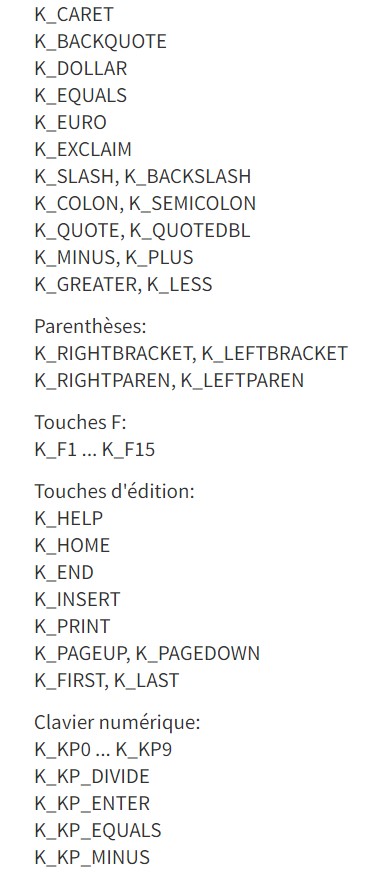 K_CARET
K_BACKQUOTE
K_DOLLAR
K_EQUALS
K_EURO
K_EXCLAIM
K_SLASH, K_BACKSLASH
K_COLON, K_SEMICOLON
K_QUOTE, K_QUOTEDBL
K_MINUS, K_PLUS
K_GREATER, K_LESS
Parenthèses:
K_RIGHTBRACKET, K_LEFTBRACKET
K_RIGHTPAREN, K_LEFTPAREN
Touches F:
K_F1 ... K_F15
Touches d'édition:
K_HELP
K_HOME
K_END
K_INSERT
K_PRINT
K_PAGEUP, K_PAGEDOWN
K_FIRST, K_LAST
Clavier numérique:
K_KP0 ... K_KP9
K_KP_DIVIDE
K_KP_ENTER
K_KP_EQUALS
K_KP_MINUS